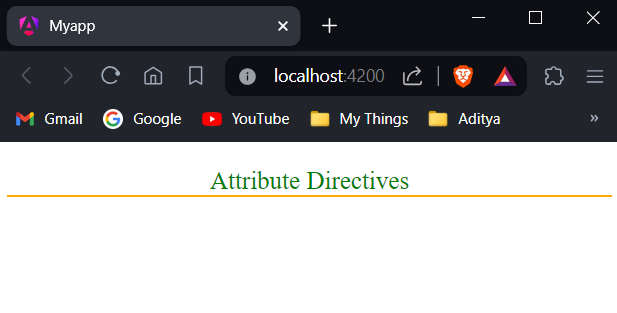 Myapp
localhost:4200
Gmail Google YouTube My Things Aditya »
Attribute Directives